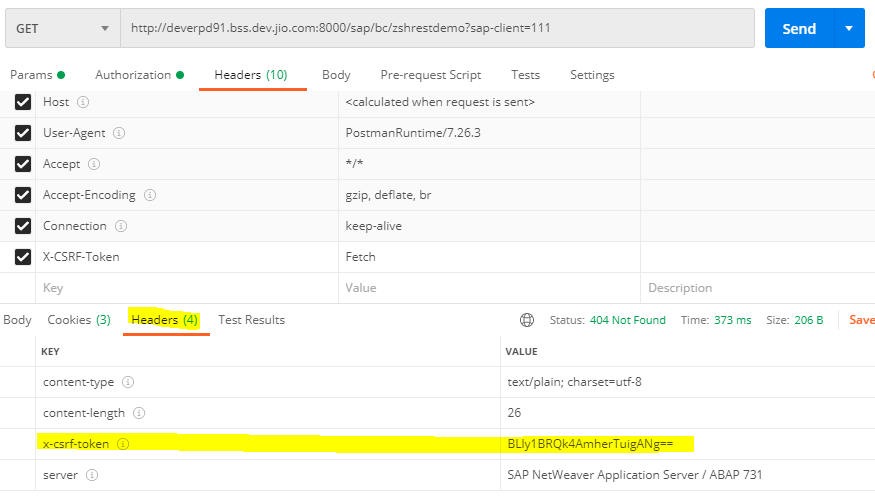 GET http://deverpd91.bss.dev.jio.com:8000/sap/bc/zshrestdemo?sap-client=111 Send
Params Authorization Headers (10) Body Pre-request Script Tests Settings
Host <calculated when request is sent>
User-Agent PostmanRuntime/7.26.3
Accept */*
Accept-Encoding gzip, deflate, br
Connection keep-alive
X-CSRF-Token Fetch
Key Value Description
Body Cookies (3) Headers (4) Test Results Status: 404 Not Found Time: 373 ms Size: 206 B Save
KEY VALUE
content-type text/plain; charset=utf-8
content-length 26
x-csrf-token BLly1BRQk4AmherTuigANg==
server SAP NetWeaver Application Server / ABAP 731